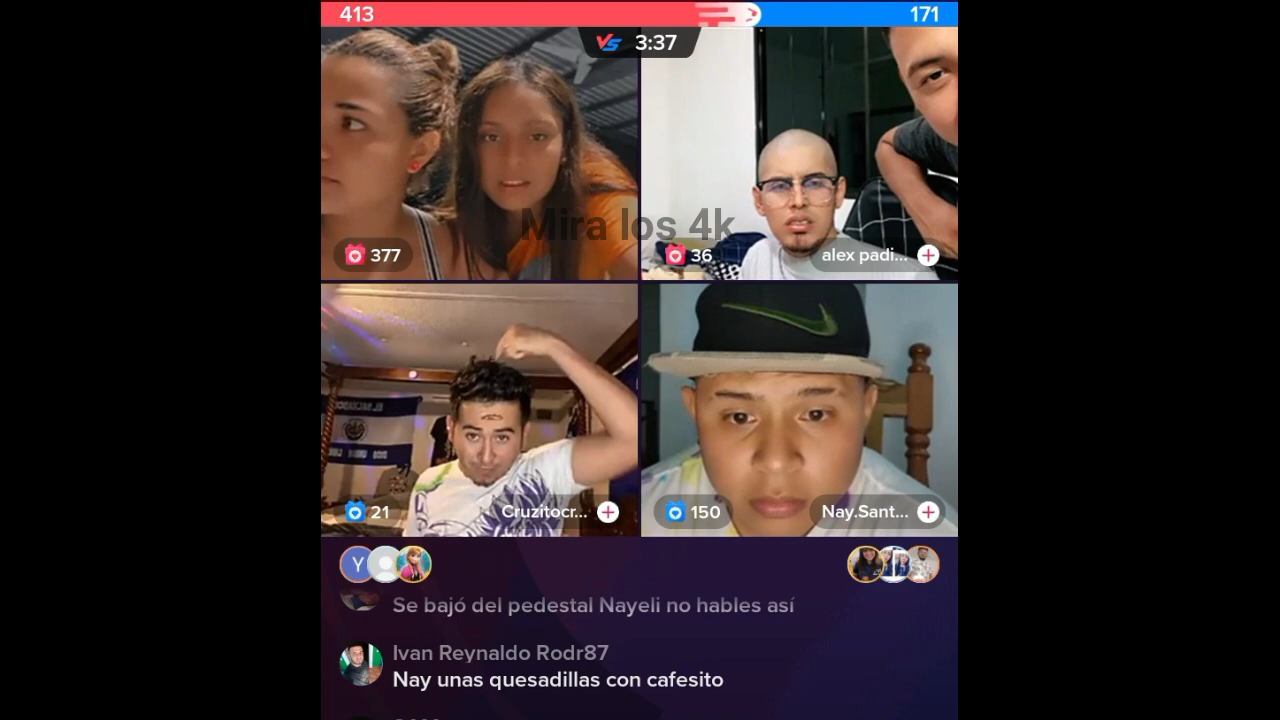 413
171
VS 3:37
Mira los 4k
377
36
alex padi...
21
Cruzitocr...
150
Nay.Sant...
Y
Se bajó del pedestal Nayeli no hables así
Ivan Reynaldo Rodr87
Nay unas quesadillas con cafesito